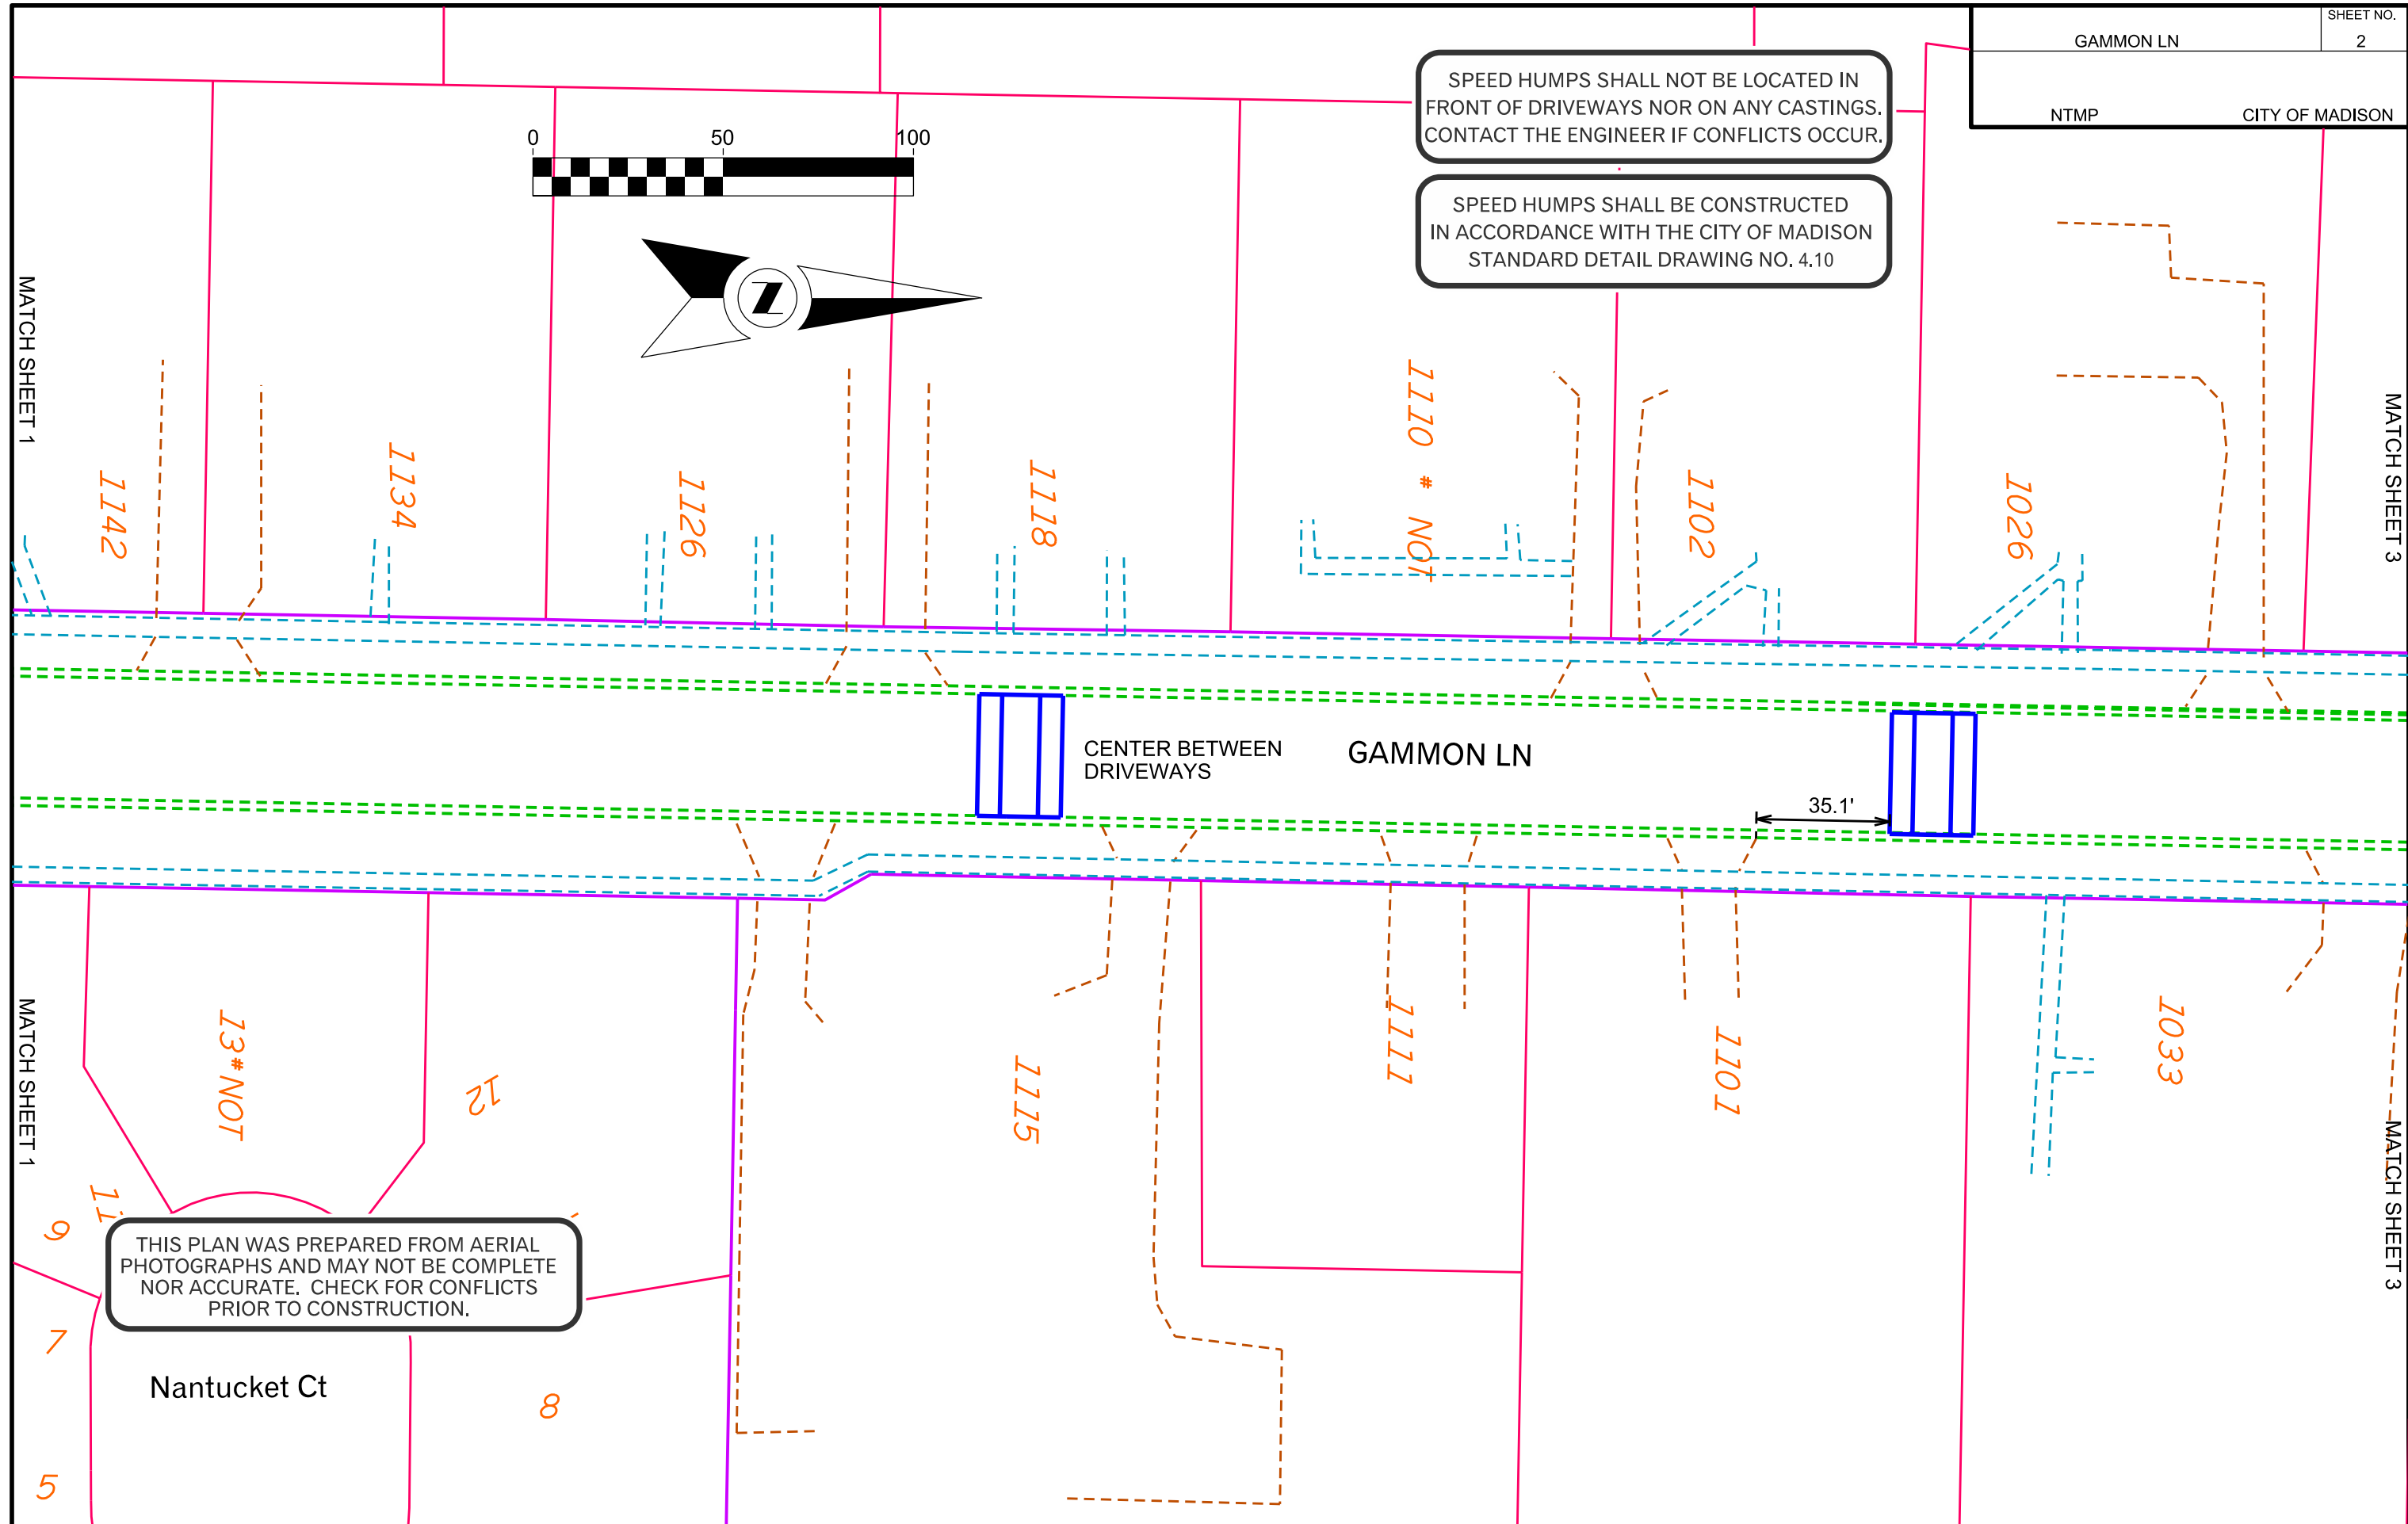 SHEET NO.
GAMMON LN
2
NTMP
CITY OF MADISON
SPEED HUMPS SHALL NOT BE LOCATED IN
FRONT OF DRIVEWAYS NOR ON ANY CASTINGS.
CONTACT THE ENGINEER IF CONFLICTS OCCUR.
SPEED HUMPS SHALL BE CONSTRUCTED
IN ACCORDANCE WITH THE CITY OF MADISON
STANDARD DETAIL DRAWING NO. 4.10
0 50 100
MATCH SHEET 1
MATCH SHEET 3
1142
1134
1126
1118
1110 * NOT
1102
1026
CENTER BETWEEN
DRIVEWAYS
GAMMON LN
35.1'
MATCH SHEET 1
MATCH SHEET 3
13*NOT
12
1115
1111
1101
1033
11
9
THIS PLAN WAS PREPARED FROM AERIAL
PHOTOGRAPHS AND MAY NOT BE COMPLETE
NOR ACCURATE. CHECK FOR CONFLICTS
PRIOR TO CONSTRUCTION.
7
Nantucket Ct
8
5